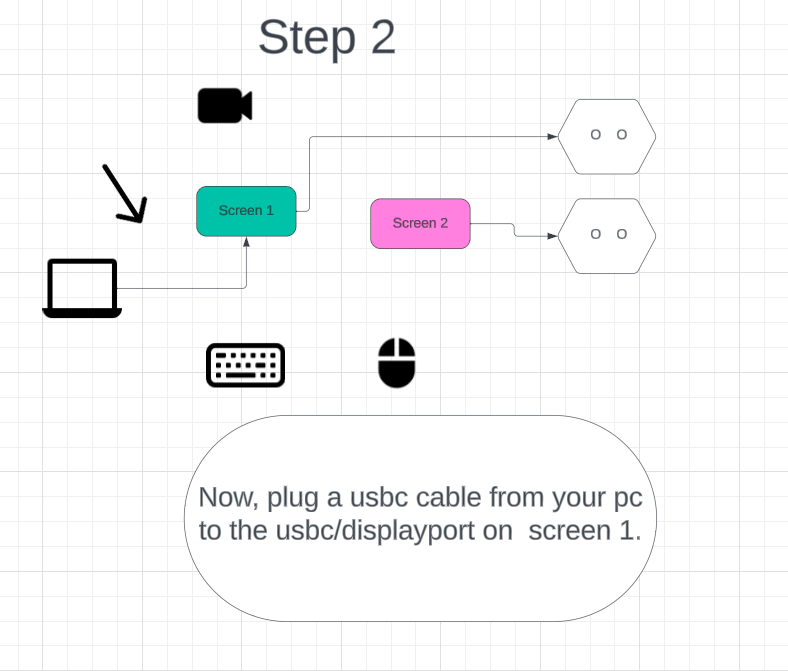 Step 2
Screen 1
Screen 2
Now, plug a usbc cable from your pc
to the usbc/displayport on  screen 1.